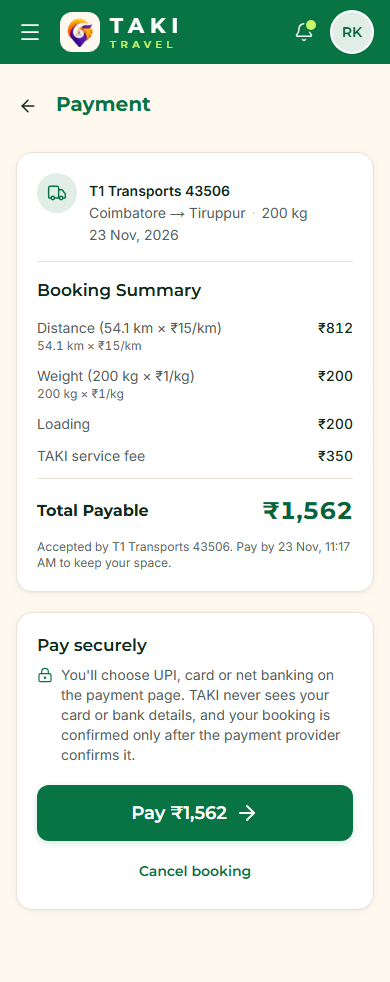 TAKI
TRAVEL
RK
Payment
T1 Transports 43506
Coimbatore → Tiruppur · 200 kg
23 Nov, 2026
Booking Summary
Distance (54.1 km × ₹15/km) ₹812
54.1 km × ₹15/km
Weight (200 kg × ₹1/kg) ₹200
200 kg × ₹1/kg
Loading ₹200
TAKI service fee ₹350
Total Payable ₹1,562
Accepted by T1 Transports 43506. Pay by 23 Nov, 11:17
AM to keep your space.
Pay securely
You'll choose UPI, card or net banking on
the payment page. TAKI never sees your
card or bank details, and your booking is
confirmed only after the payment provider
confirms it.
Pay ₹1,562 →
Cancel booking